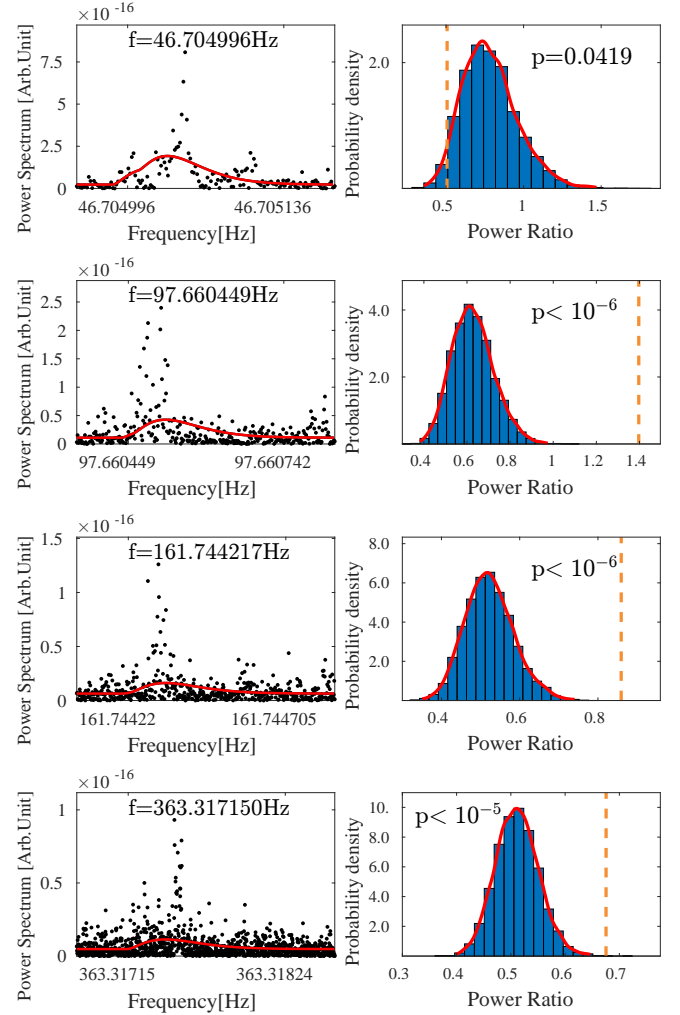 ×10 -16
f=46.704996Hz
7.5
5
2.5
0
Power Spectrum [Arb.Unit]
46.704996 46.705136
Frequency[Hz]
p=0.0419
2.0
Probability density
0.5 1 1.5
Power Ratio
×10 -16
f=97.660449Hz
2.5
2
1.5
1
0.5
0
Power Spectrum [Arb.Unit]
97.660449 97.660742
Frequency[Hz]
p< 10-6
4.0
2.0
Probability density
0.4 0.6 0.8 1 1.2 1.4
Power Ratio
×10 -16
f=161.744217Hz
1.5
1
0.5
0
Power Spectrum [Arb.Unit]
161.74422 161.744705
Frequency[Hz]
p< 10-6
8.0
6.0
4.0
2.0
Probability density
0.4 0.6 0.8
Power Ratio
×10 -16
f=363.317150Hz
1
0.5
0
Power Spectrum [Arb.Unit]
363.31715 363.31824
Frequency[Hz]
p< 10-5
10.
8.0
6.0
4.0
2.0
Probability density
0.3 0.4 0.5 0.6 0.7
Power Ratio